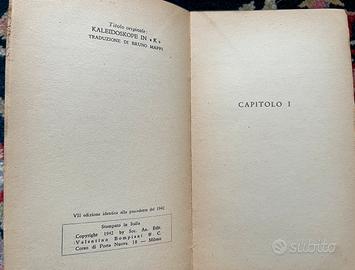 Titolo originale:
KALEIDOSKOPE IN «K»
TRADUZIONE DI BRUNO MAFFI
CAPITOLO I
VII edizione identica alla precedente del 1942
Stampato in Italia
Copyright 1942 by Soc. An. Edit.
Valentino Bompiani & C.
Corso di Porta Nuova, 18 - Milano
subito